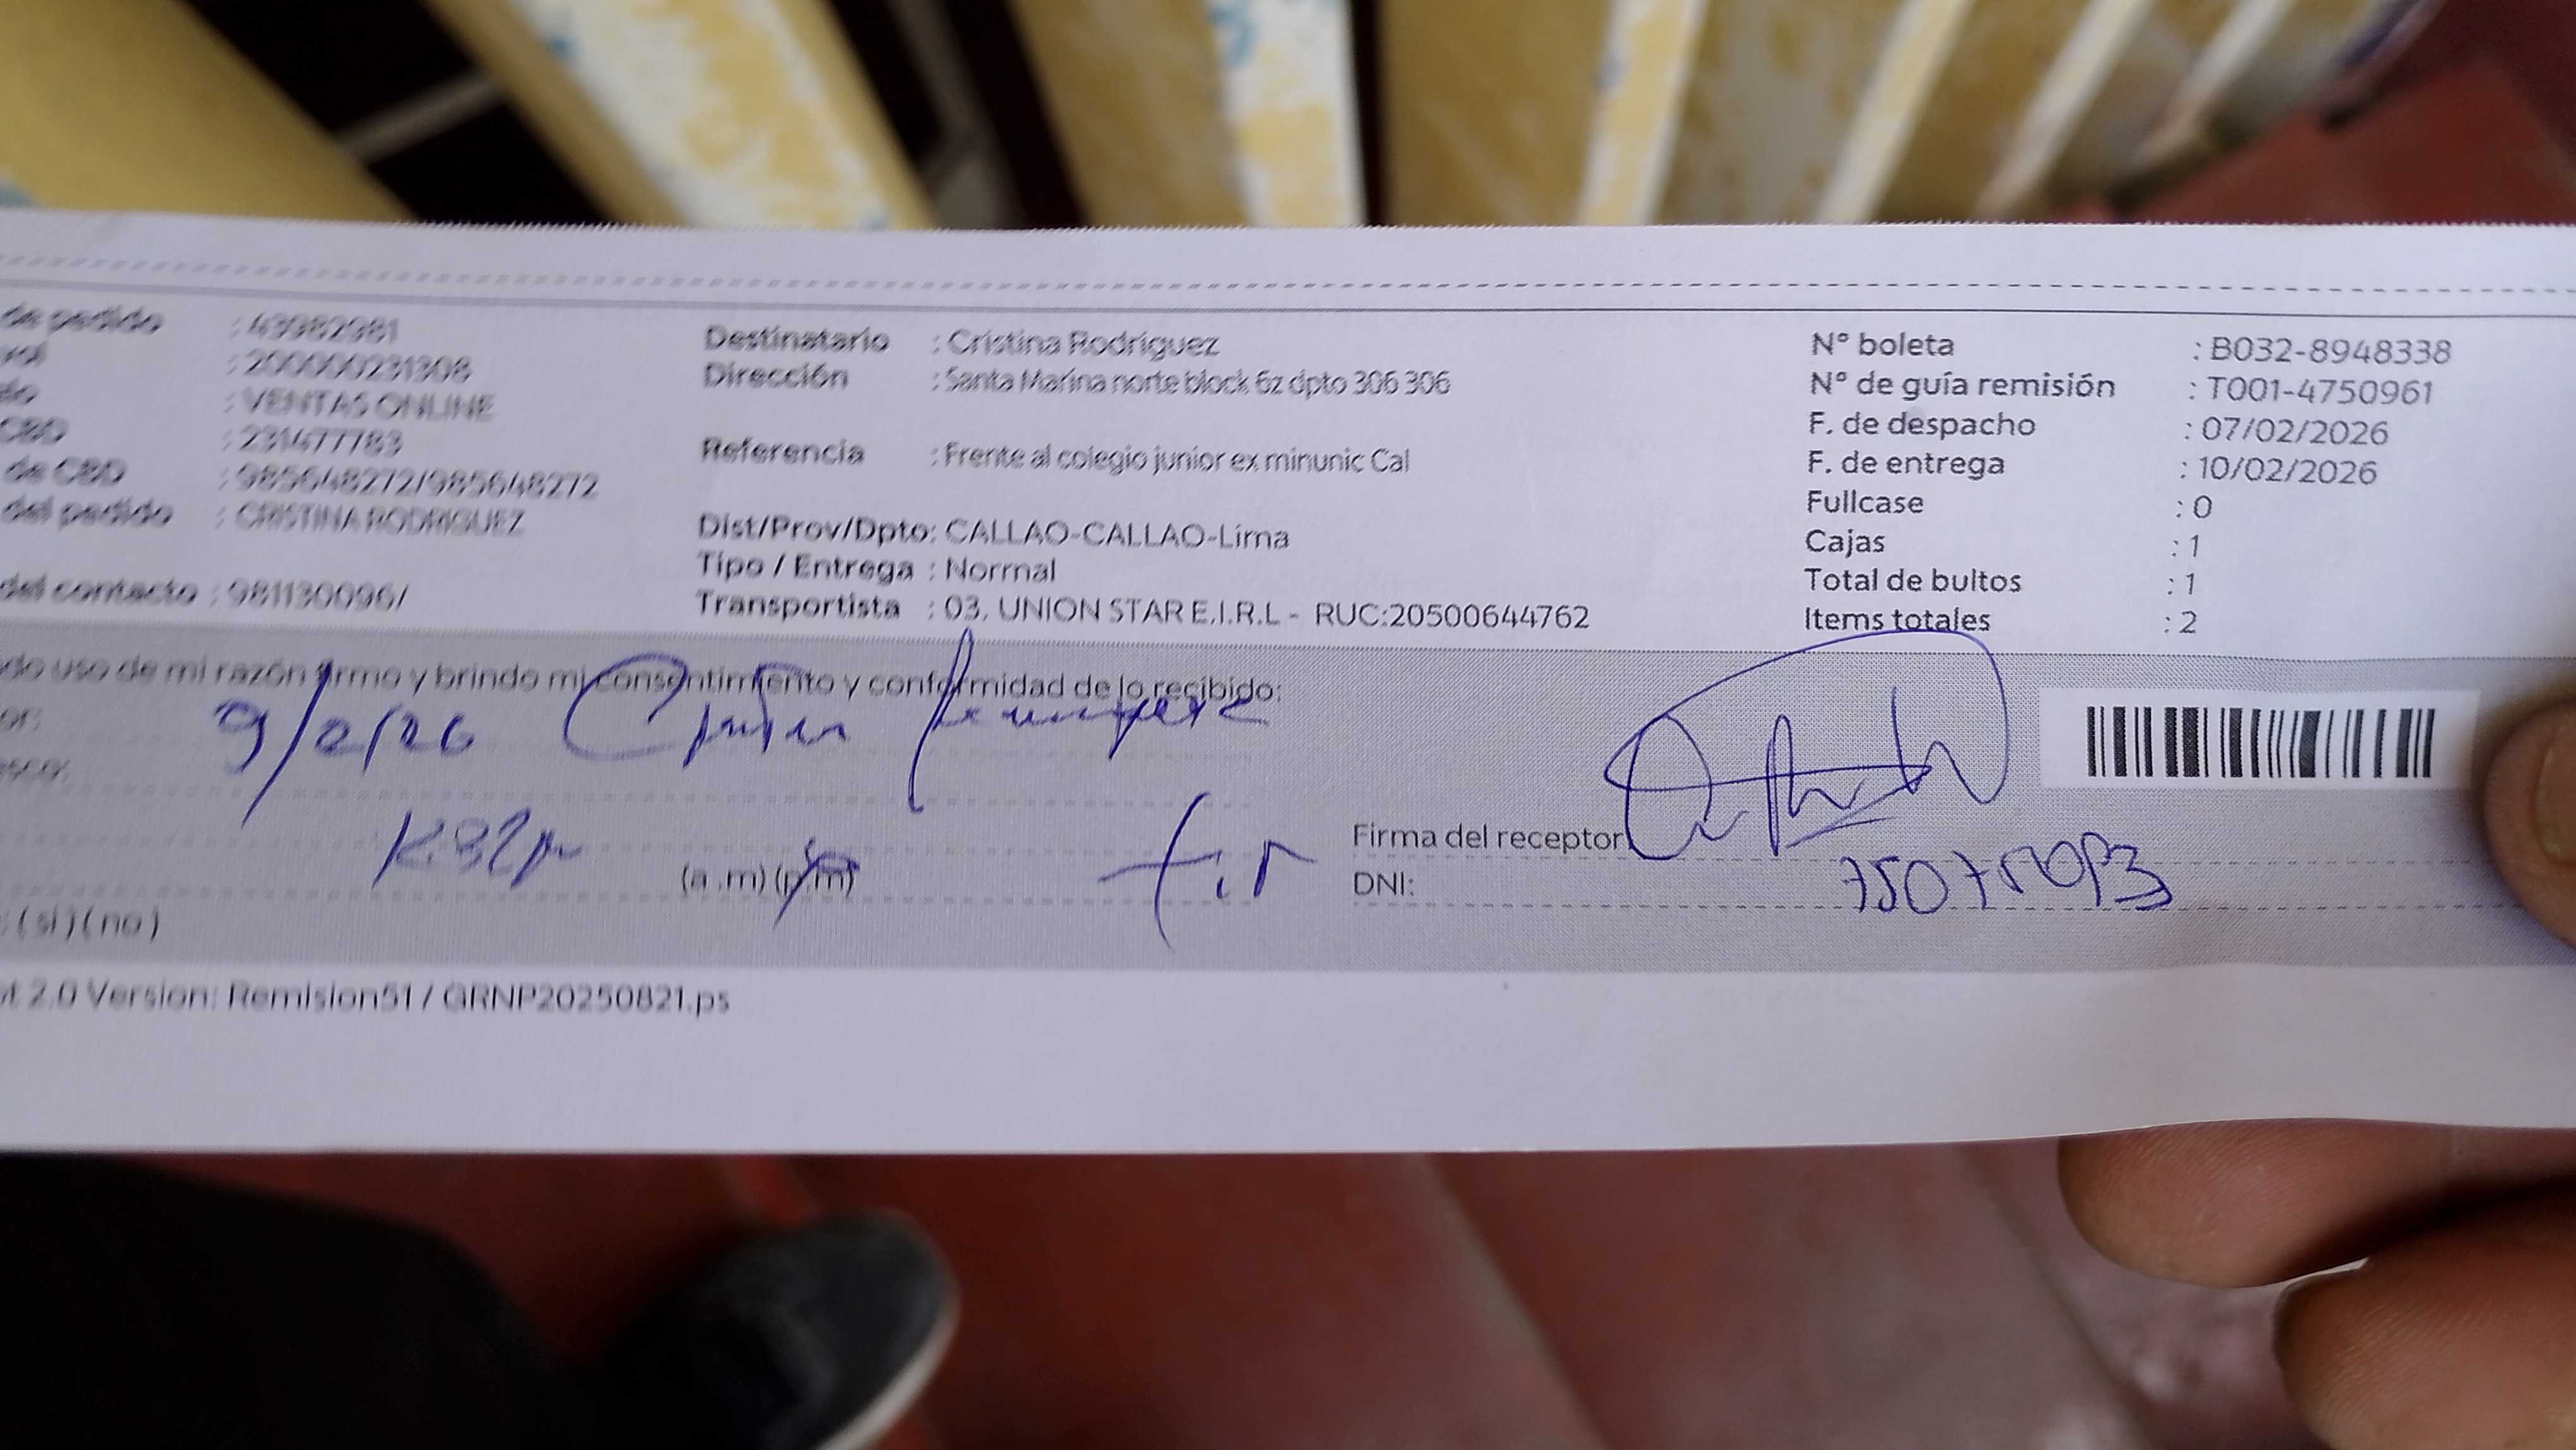 de pedido : 43982981
: 200000231308
: VENTAS ONLINE
CBD : 231477783
de CBD : 985648272/985648272
del pedido : CRISTINA RODRIGUEZ
del contacto : 981130096/
Destinatario : Cristina Rodriguez
Dirección : Santa Marina norte block 6z dpto 306 306
Referencia : Frente al colegio junior ex minunic Cal
Dist/Prov/Dpto: CALLAO-CALLAO-Lima
Tipo / Entrega : Normal
Transportista : 03. UNION STAR E.I.R.L - RUC:20500644762
N° boleta : B032-8948338
N° de guía remisión : T001-4750961
F. de despacho : 07/02/2026
F. de entrega : 10/02/2026
Fullcase : 0
Cajas : 1
Total de bultos : 1
Items totales : 2
do uso de mi razón firmo y brindo mi consentimiento y conformidad de lo recibido:
or:
9/2/26
(a .m) (p.m)
Firma del receptor
DNI:
: ( si ) ( no )
ot 2.0 Version: Remision51 / GRNP20250821.ps